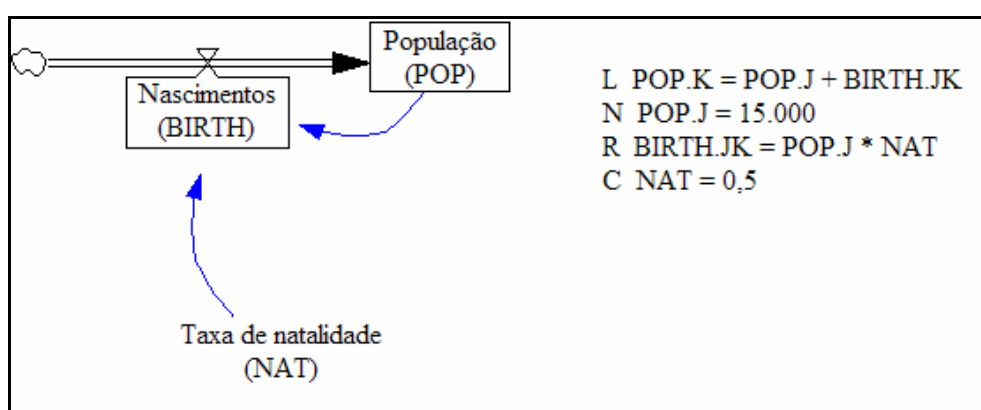 População
(POP)
Nascimentos
(BIRTH)
Taxa de natalidade
(NAT)
L POP.K = POP.J + BIRTH.JK
N POP.J = 15.000
R BIRTH.JK = POP.J * NAT
C NAT = 0,5